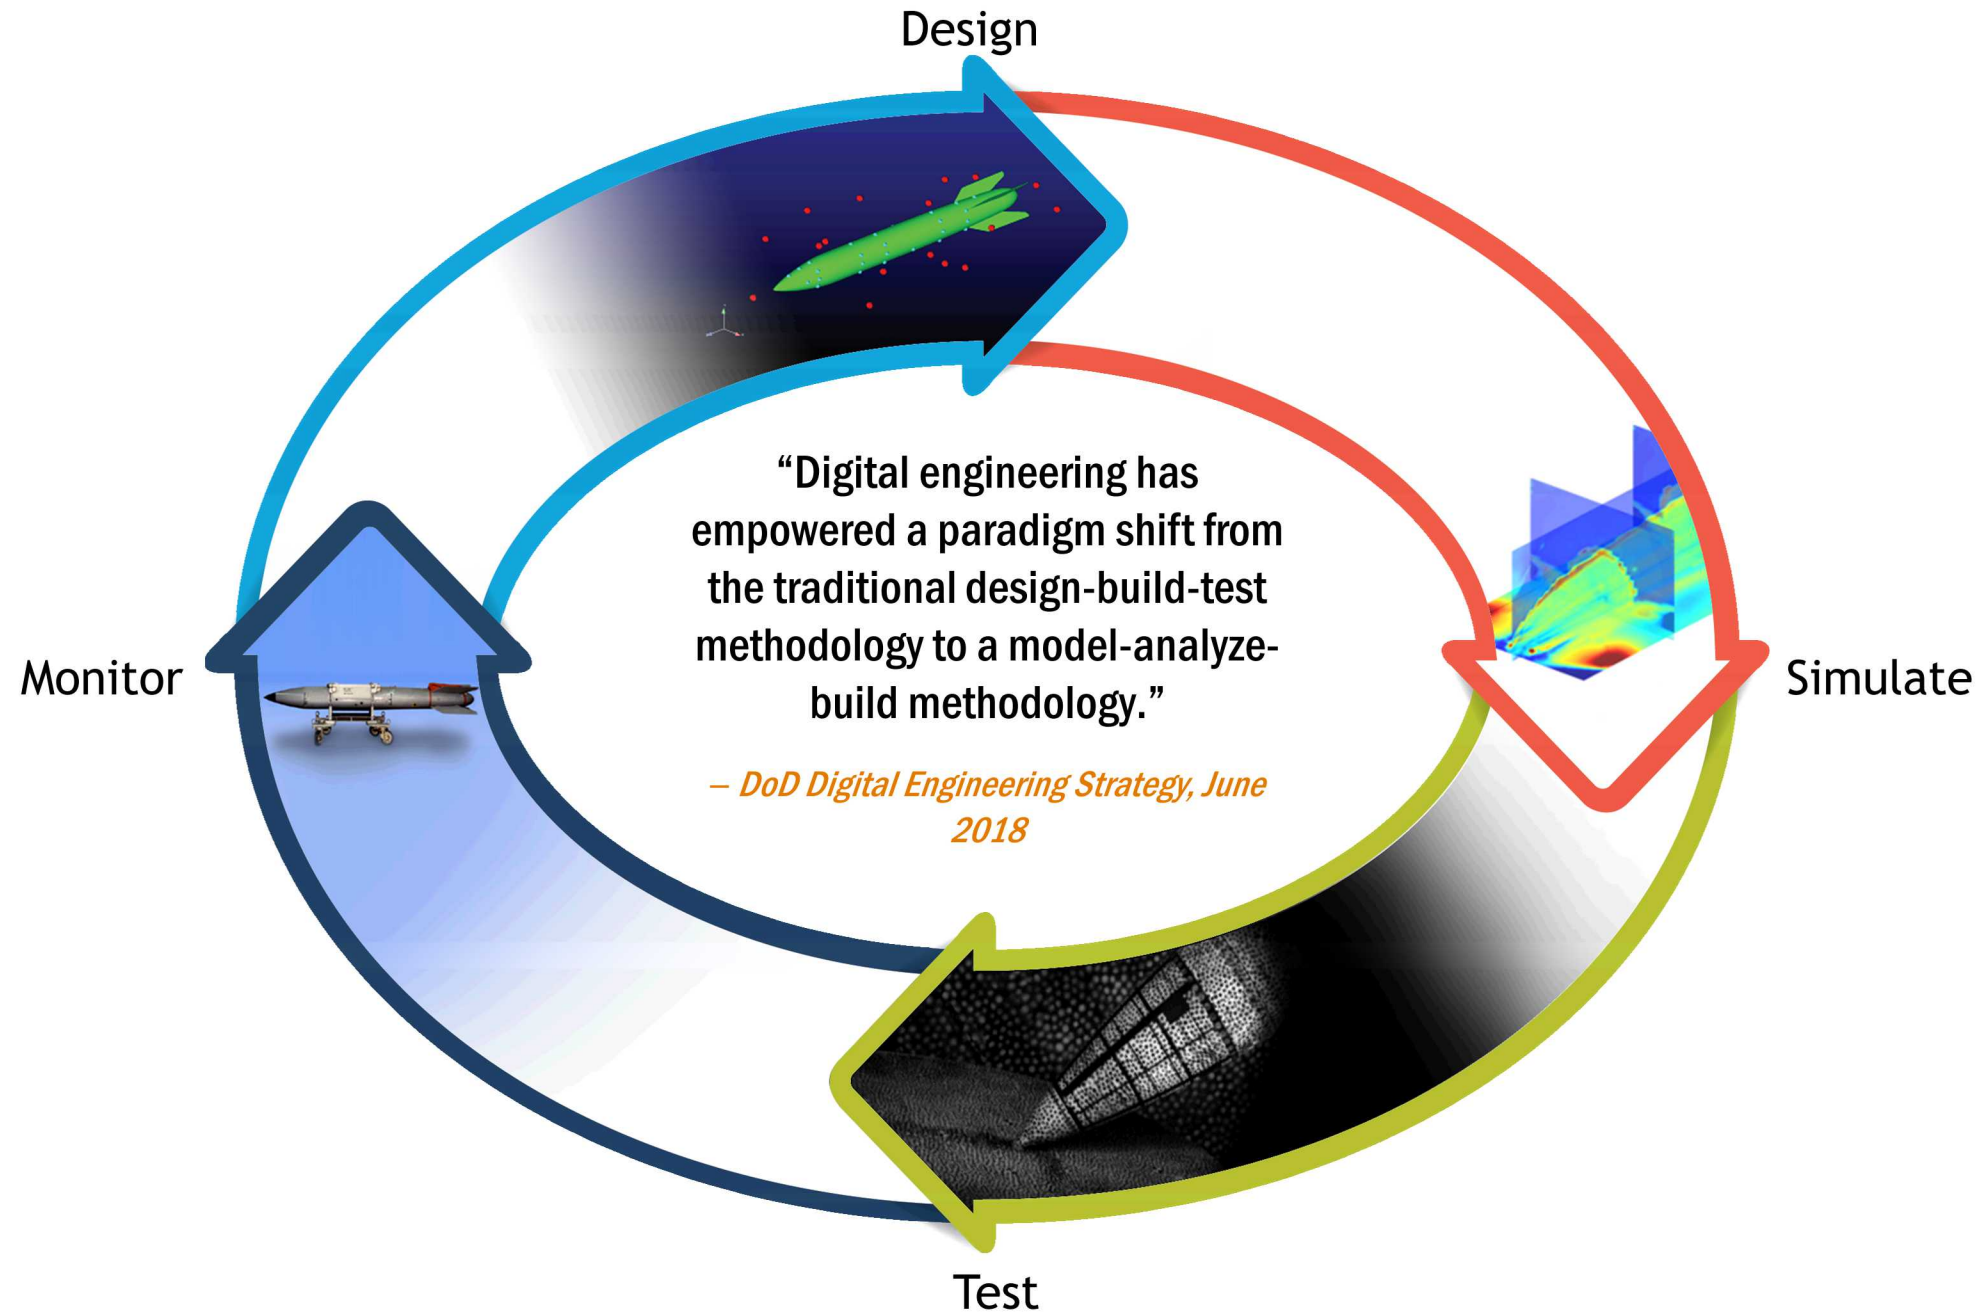 Design
“Digital engineering has
empowered a paradigm shift from
the traditional design-build-test
methodology to a model-analyze-
build methodology.”
Monitor
Simulate
– DoD Digital Engineering Strategy, June
2018
Test